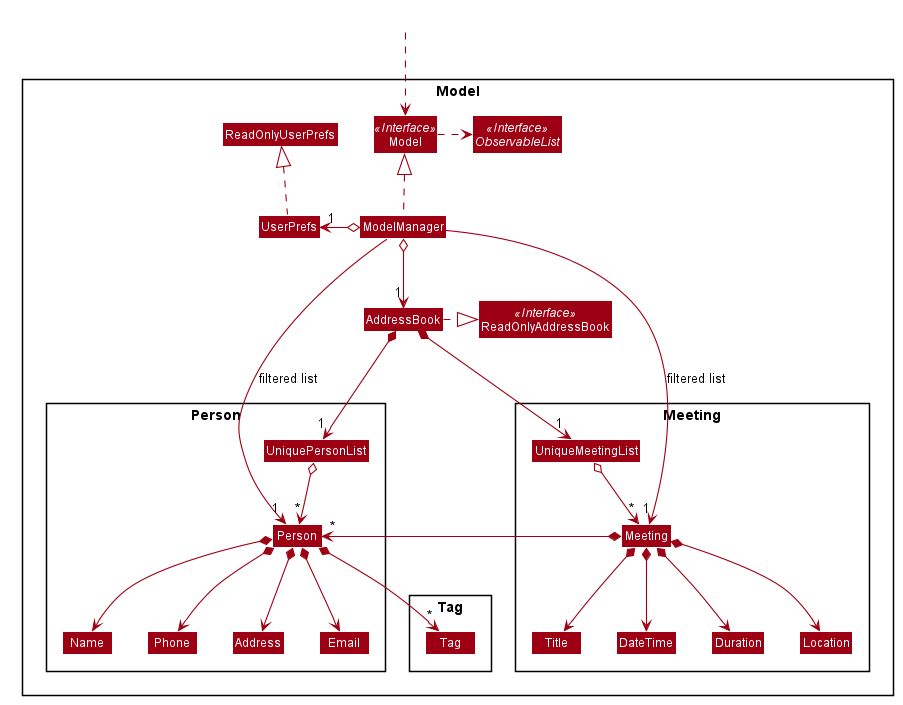 Model
«Interface»
Model
«Interface»
ObservableList
ReadOnlyUserPrefs
UserPrefs
1
ModelManager
1
AddressBook
«Interface»
ReadOnlyAddressBook
filtered list
filtered list
Person
Meeting
1
1
UniquePersonList
UniqueMeetingList
1
*
*
*
1
Person
Meeting
Tag
*
Name
Phone
Address
Email
Tag
Title
DateTime
Duration
Location